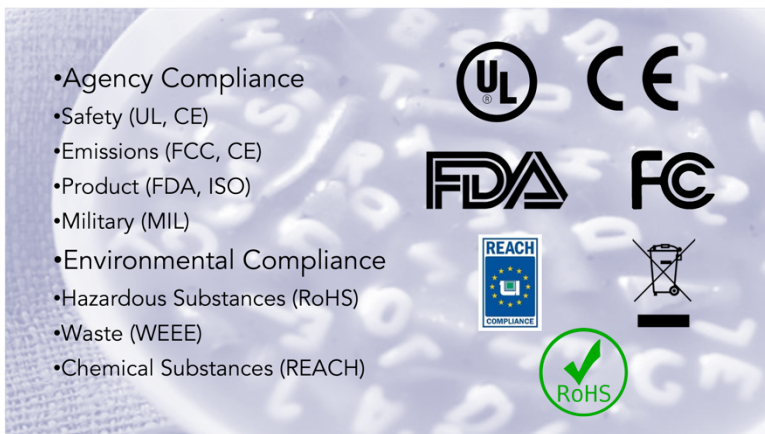 •Agency Compliance
•Safety (UL, CE)
•Emissions (FCC, CE)
•Product (FDA, ISO)
•Military (MIL)
•Environmental Compliance
•Hazardous Substances (RoHS)
•Waste (WEEE)
•Chemical Substances (REACH)
UL
®
CE
FDA
FC
REACH
COMPLIANCE
RoHS